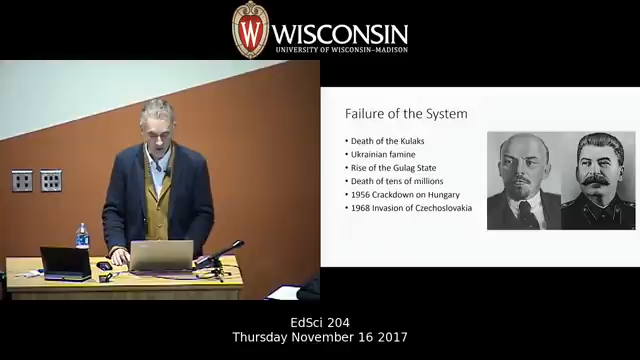 WISCONSIN
UNIVERSITY OF WISCONSIN–MADISON
Failure of the System
• Death of the Kulaks
• Ukrainian famine
• Rise of the Gulag State
• Death of tens of millions
• 1956 Crackdown on Hungary
• 1968 Invasion of Czechoslovakia
EdSci 204
Thursday November 16 2017